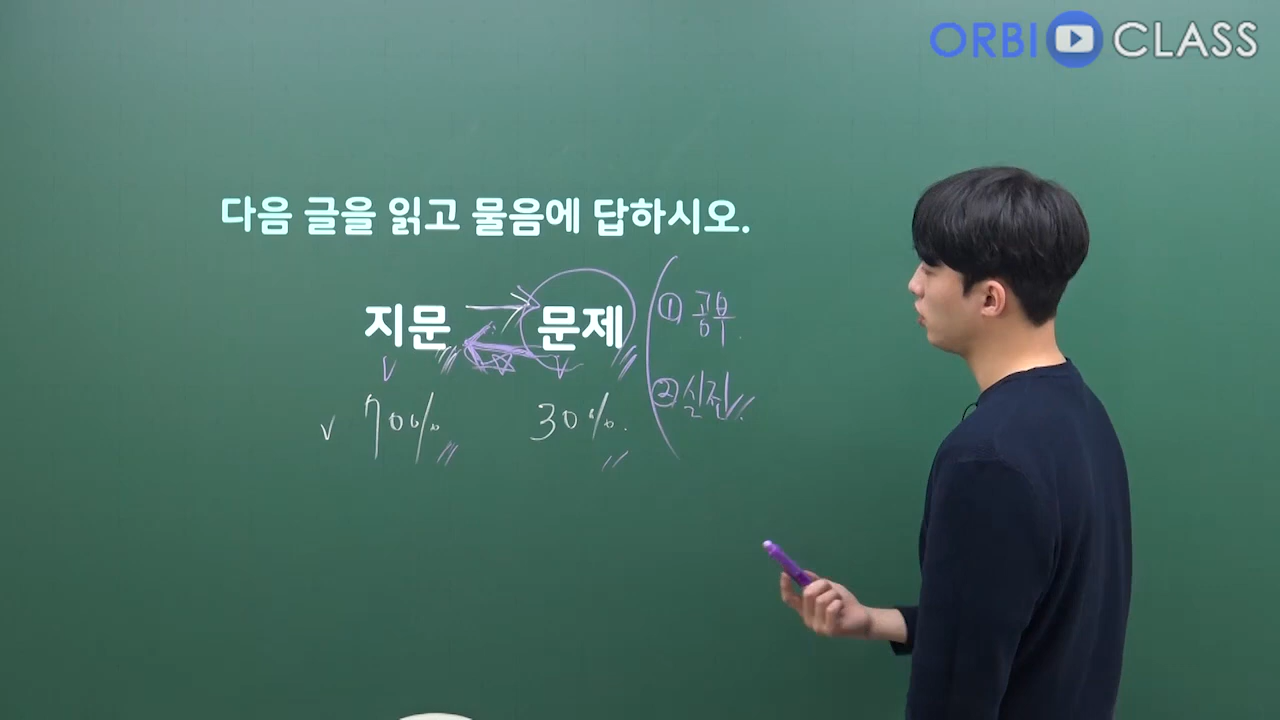 ORBI CLASS
다음 글을 읽고 물음에 답하시오.
지문 문제
① 공부
② 실전
70% 30%